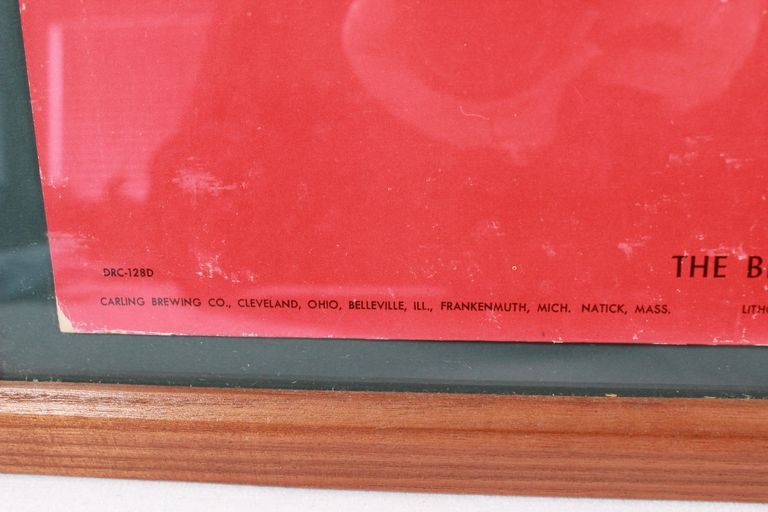 DRC-128D
THE
CARLING BREWING CO., CLEVELAND, OHIO, BELLEVILLE, ILL., FRANKENMUTH, MICH. NATICK, MASS.